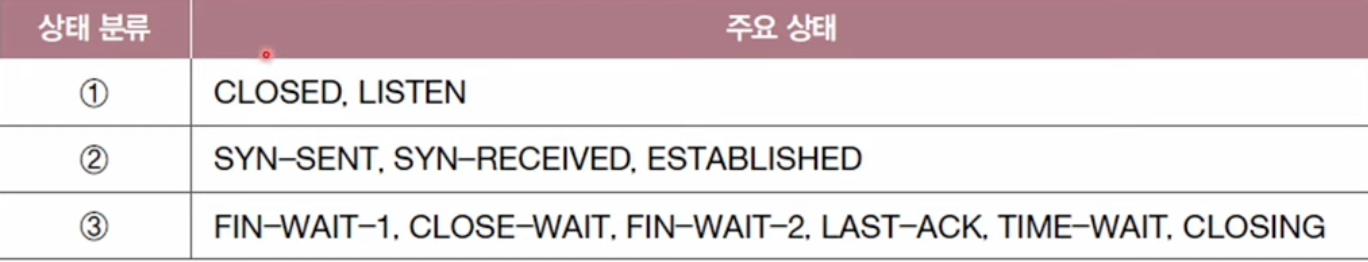 상태 분류 주요 상태
① CLOSED, LISTEN
② SYN-SENT, SYN-RECEIVED, ESTABLISHED
③ FIN-WAIT-1, CLOSE-WAIT, FIN-WAIT-2, LAST-ACK, TIME-WAIT, CLOSING